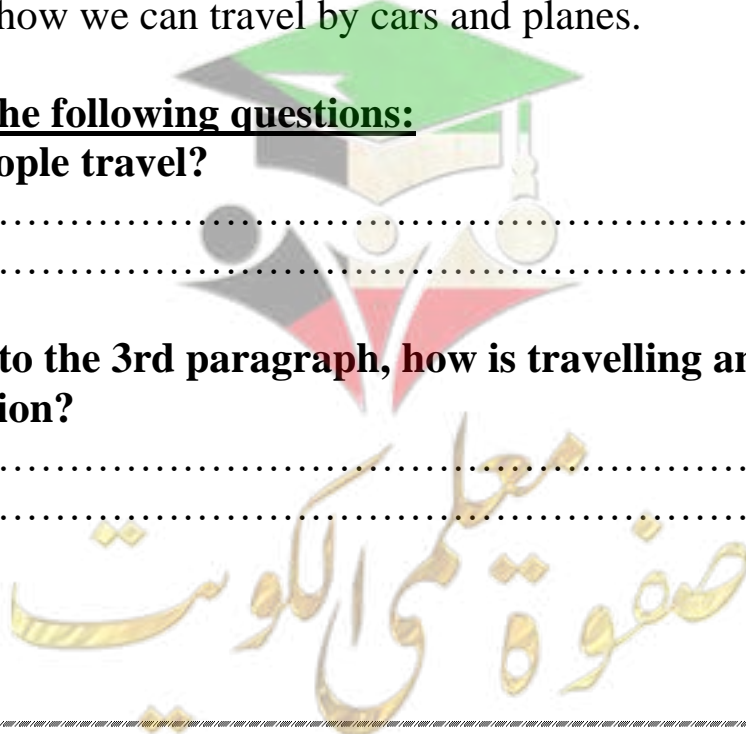 how we can travel by cars and planes.
he following questions:
ople travel?
to the 3rd paragraph, how is travelling an
ion?
صفوة معلمي الكويت